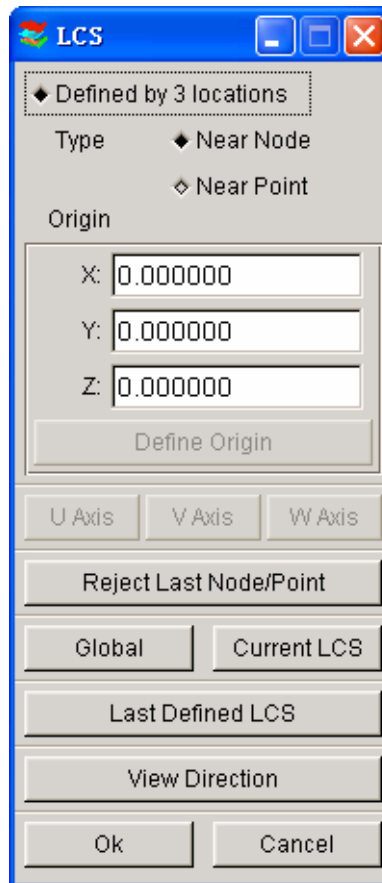 LCS
Defined by 3 locations
Type Near Node
Near Point
Origin
X: 0.000000
Y: 0.000000
Z: 0.000000
Define Origin
U Axis V Axis W Axis
Reject Last Node/Point
Global Current LCS
Last Defined LCS
View Direction
Ok Cancel